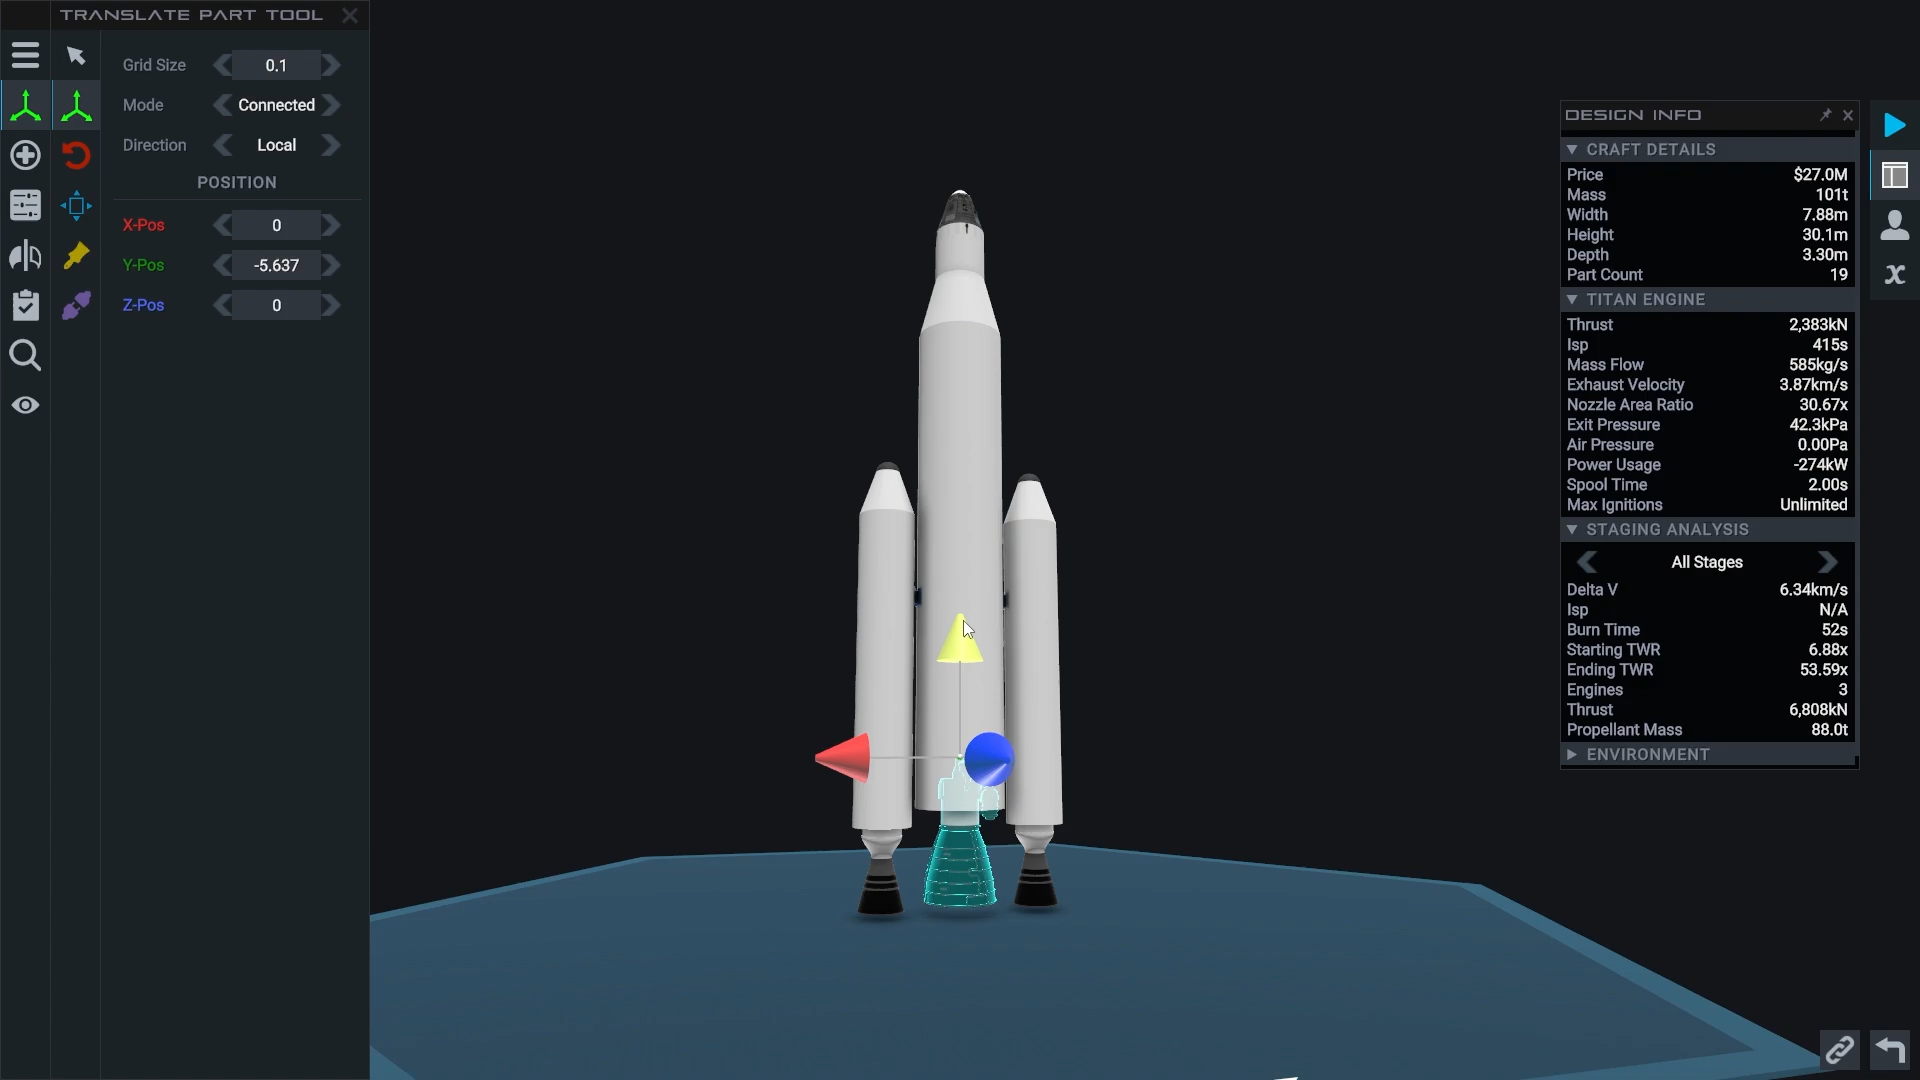 TRANSLATE PART TOOL
Grid Size 0.1
Mode Connected
Direction Local
POSITION
X-Pos 0
Y-Pos -5.637
Z-Pos 0
DESIGN INFO
CRAFT DETAILS
Price $27.0M
Mass 101t
Width 7.88m
Height 30.1m
Depth 3.30m
Part Count 19
TITAN ENGINE
Thrust 2,383kN
Isp 415s
Mass Flow 585kg/s
Exhaust Velocity 3.87km/s
Nozzle Area Ratio 30.67x
Exit Pressure 42.3kPa
Air Pressure 0.00Pa
Power Usage -274kW
Spool Time 2.00s
Max Ignitions Unlimited
STAGING ANALYSIS
All Stages
Delta V 6.34km/s
Isp N/A
Burn Time 52s
Starting TWR 6.88x
Ending TWR 53.59x
Engines 3
Thrust 6,808kN
Propellant Mass 88.0t
ENVIRONMENT
x